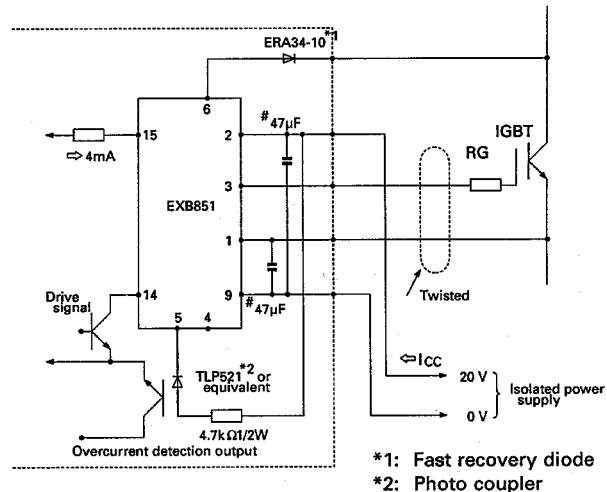 ERA34-10*1
6
# 47μF
15
2
⇨ 4mA
IGBT
RG
3
EXB851
1
Drive signal
14
5
4
9
# 47μF
Twisted
TLP521*2 or
equivalent
⇦ICC
20 V
0 V
Isolated power
supply
4.7k Ω1/2W
Overcurrent detection output
*1: Fast recovery diode
*2: Photo coupler